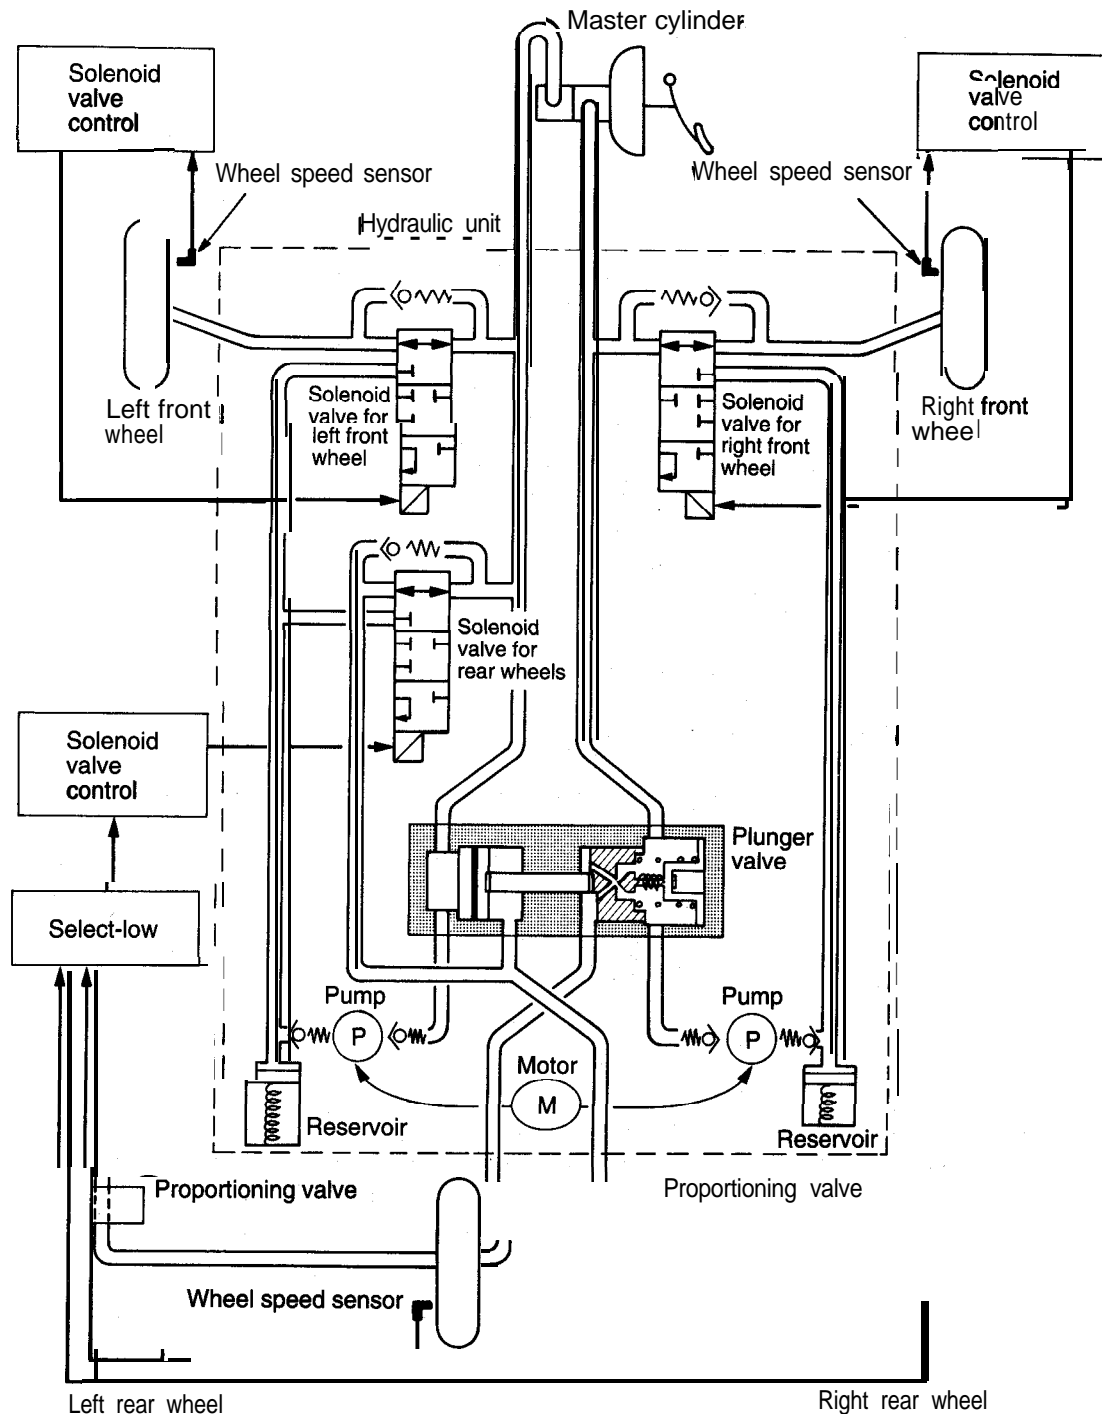 Master cylinder
Solenoid
valve
control
Solenoid
valve
control
Wheel speed sensor
Wheel speed sensor
Hydraulic unit
Left front
wheel
Solenoid
valve for
left front
wheel
Solenoid
valve for
right front
wheel
Right front
wheel
Solenoid
valve for
rear wheels
Solenoid
valve
control
Plunger
valve
Select-low
Pump
P
Pump
P
Motor
M
Reservoir
Reservoir
Proportioning valve
Proportioning valve
Wheel speed sensor
Left rear wheel
Right rear wheel